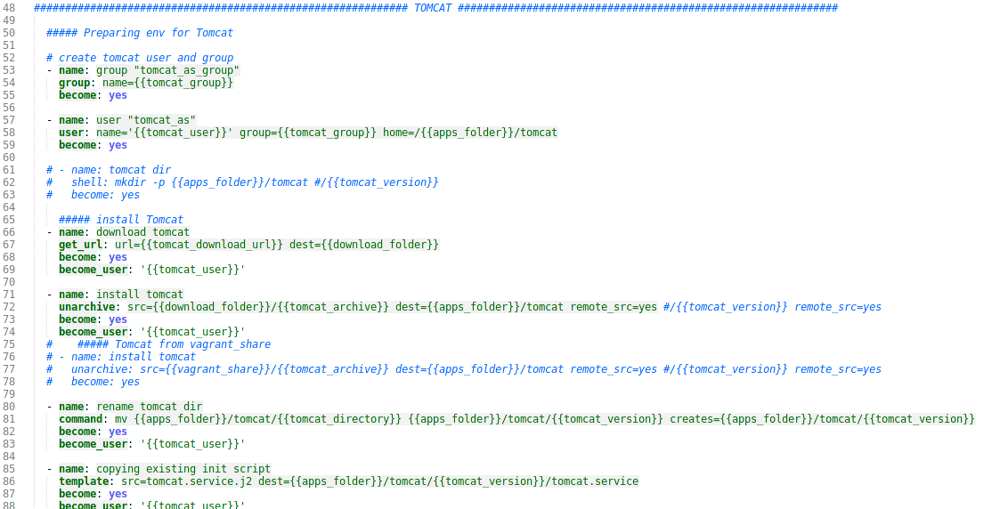 48 ############################################################ TOMCAT #############################################################
49
50 ##### Preparing env for Tomcat
51
52 # create tomcat user and group
53 - name: group "tomcat_as_group"
54 group: name={{tomcat_group}}
55 become: yes
56
57 - name: user "tomcat_as"
58 user: name='{{tomcat_user}}' group={{tomcat_group}} home=/{{apps_folder}}/tomcat
59 become: yes
60
61 # - name: tomcat dir
62 #   shell: mkdir -p {{apps_folder}}/tomcat #/{{tomcat_version}}
63 #   become: yes
64
65 ##### install Tomcat
66 - name: download tomcat
67 get_url: url={{tomcat_download_url}} dest={{download_folder}}
68 become: yes
69 become_user: '{{tomcat_user}}'
70
71 - name: install tomcat
72 unarchive: src={{download_folder}}/{{tomcat_archive}} dest={{apps_folder}}/tomcat remote_src=yes #/{{tomcat_version}} remote_src=yes
73 become: yes
74 become_user: '{{tomcat_user}}'
75 #    ##### Tomcat from vagrant_share
76 # - name: install tomcat
77 #   unarchive: src={{vagrant_share}}/{{tomcat_archive}} dest={{apps_folder}}/tomcat remote_src=yes #/{{tomcat_version}} remote_src=yes
78 #   become: yes
79
80 - name: rename tomcat dir
81 command: mv {{apps_folder}}/tomcat/{{tomcat_directory}} {{apps_folder}}/tomcat/{{tomcat_version}} creates={{apps_folder}}/tomcat/{{tomcat_version}}
82 become: yes
83 become_user: '{{tomcat_user}}'
84
85 - name: copying existing init script
86 template: src=tomcat.service.j2 dest={{apps_folder}}/tomcat/{{tomcat_version}}/tomcat.service
87 become: yes
88 become_user: '{{tomcat_user}}'